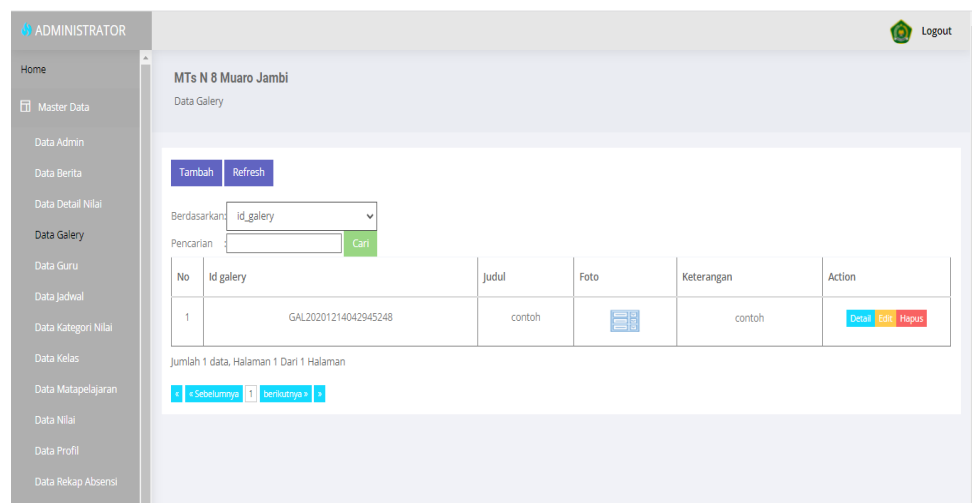 ADMINISTRATOR
Logout
Home
Master Data
Data Admin
Data Berita
Data Detail Nilai
Data Galery
Data Guru
Data Jadwal
Data Kategori Nilai
Data Kelas
Data Matapelajaran
Data Nilai
Data Profil
Data Rekap Absensi
MTs N 8 Muaro Jambi
Data Galery
Tambah Refresh
Berdasarkan: id_galery
Pencarian : Cari
No Id galery Judul Foto Keterangan Action
1 GAL20201214042945248 contoh contoh Detail Edit Hapus
Jumlah 1 data, Halaman 1 Dari 1 Halaman
« « Sebelumnya 1 berikutnya » »